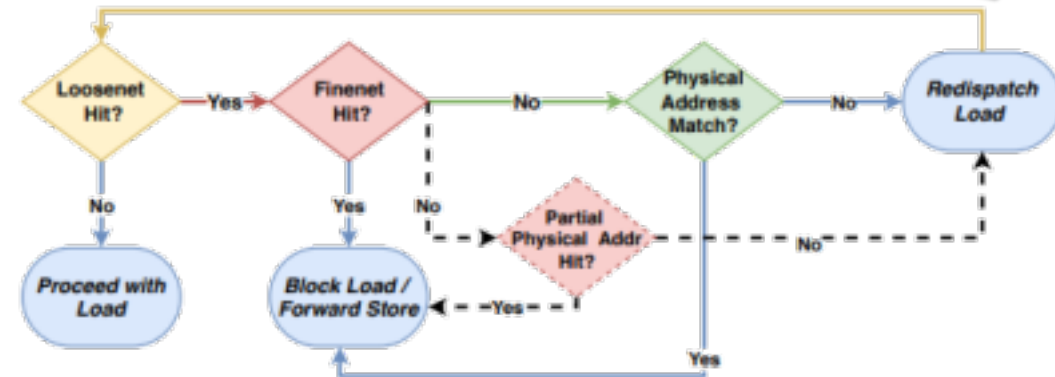 Loosenet
Hit?
Yes
Finenet
Hit?
No
Physical
Address
Match?
No
Redispatch
Load
No
Yes
No
Partial
Physical Addr
Hit?
No
Proceed with
Load
Block Load /
Forward Store
Yes
Yes